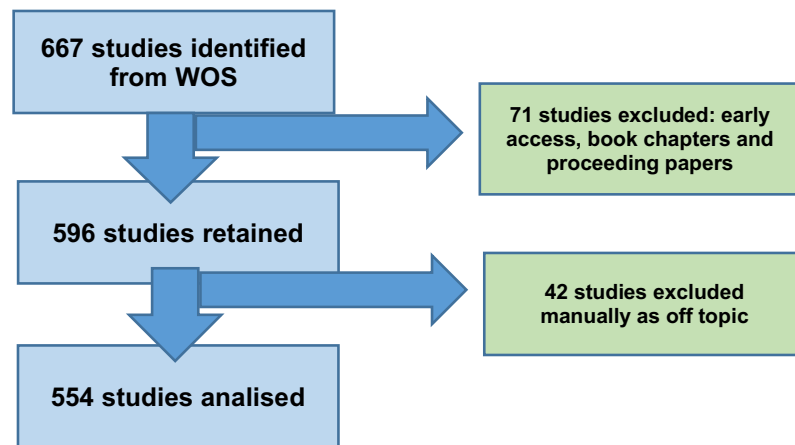 667 studies identified
from WOS
71 studies excluded: early
access, book chapters and
proceeding papers
596 studies retained
42 studies excluded
manually as off topic
554 studies analised